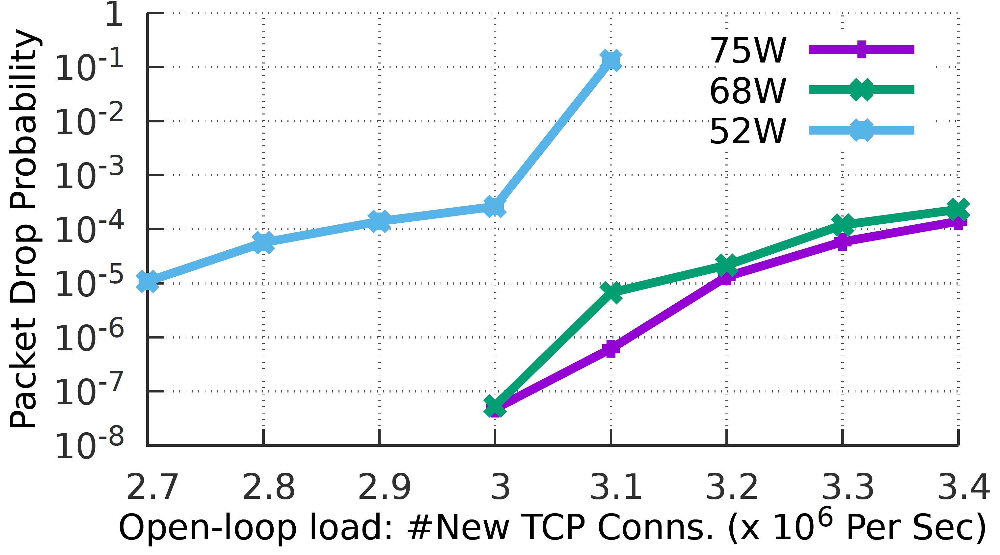 Packet Drop Probability
1
10^-1
10^-2
10^-3
10^-4
10^-5
10^-6
10^-7
10^-8
75W
68W
52W
2.7 2.8 2.9 3 3.1 3.2 3.3 3.4
Open-loop load: #New TCP Conns. (x 10^6 Per Sec)